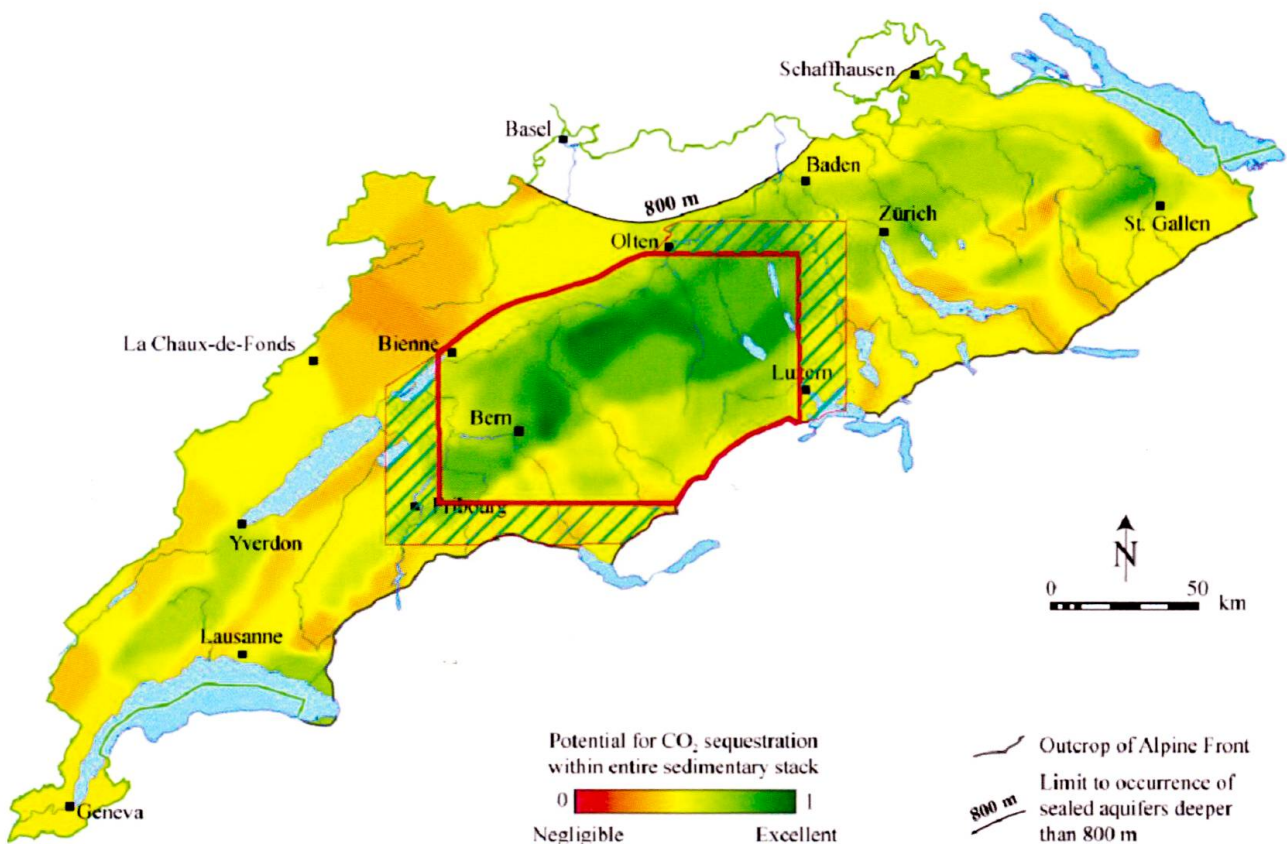 Schaffhausen
Basel
Baden
800 m
Zürich
Olten
St. Gallen
La Chaux-de-Fonds
Bienne
Luzern
Bern
Fribourg
Yverdon
N
0 50
km
Lausanne
Potential for CO₂ sequestration
within entire sedimentary stack
0 1
Negligible Excellent
Outcrop of Alpine Front
Limit to occurrence of
800 m sealed aquifers deeper
than 800 m
Geneva